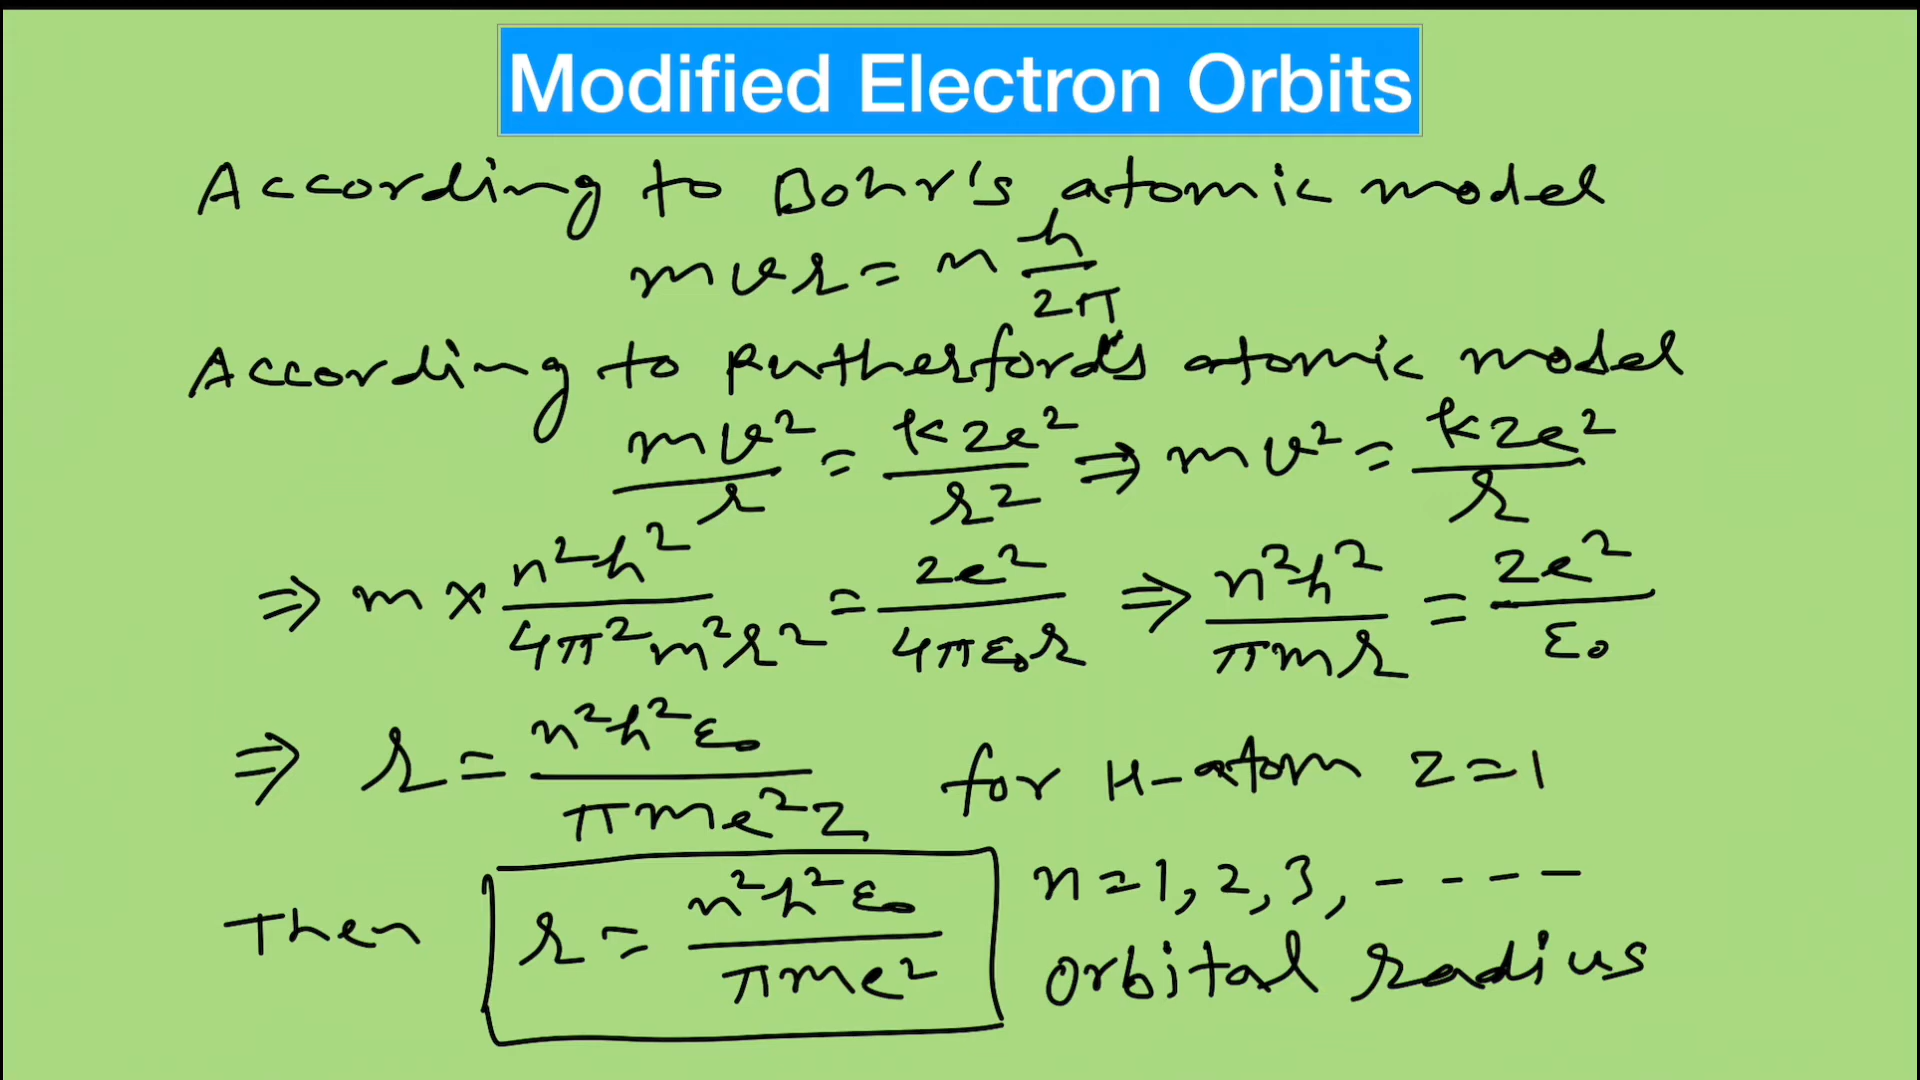 Modified Electron Orbits
According to Bohr's atomic model
mvr = n h/2π
According to Rutherford's atomic model
mv²/r = kze²/r² ⇒ mv² = kze²/r
⇒ m × n²h²/4π²m²r² = ze²/4πε₀r ⇒ n²h²/πmr = ze²/ε₀
⇒ r = n²h²ε₀/πme²z for H-atom z=1
Then r = n²h²ε₀/πme² n=1, 2, 3, -----
orbital radius